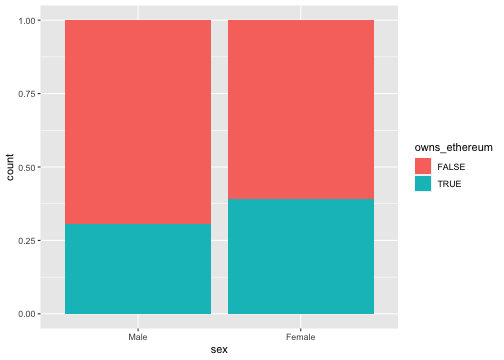 1.00
0.75
0.50
0.25
0.00
count
Male
Female
sex
owns_ethereum
FALSE
TRUE